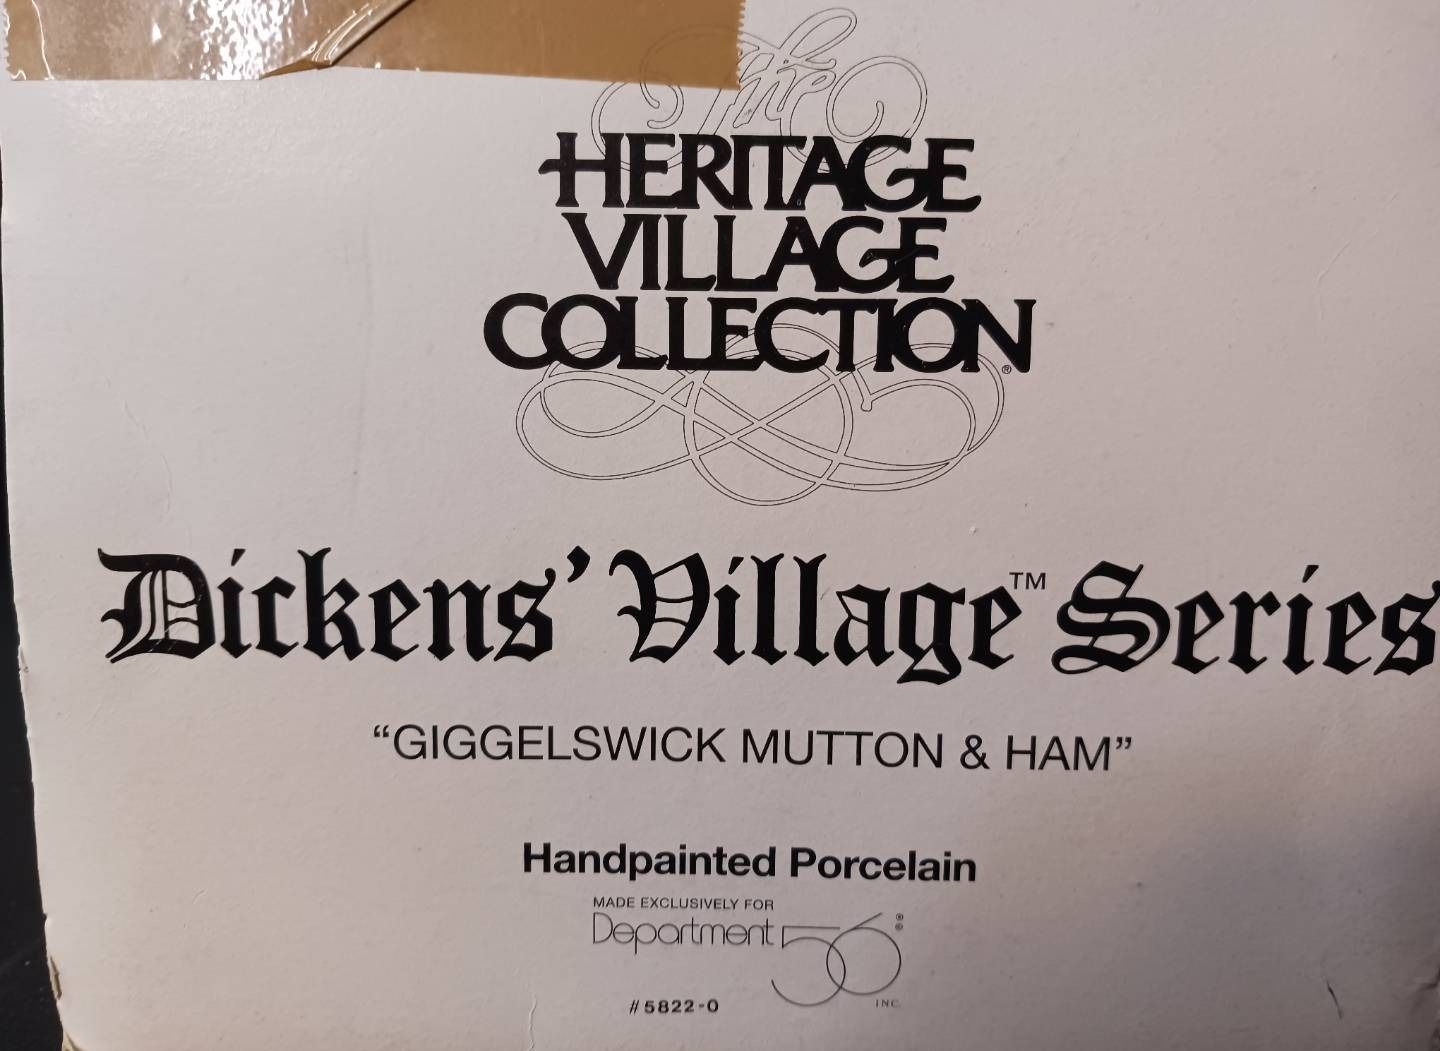 The
HERITAGE
VILLAGE
COLLECTION®
Dickens' Village™ Series
“GIGGELSWICK MUTTON & HAM”
Handpainted Porcelain
MADE EXCLUSIVELY FOR
Department 56®
INC.
#5822-0